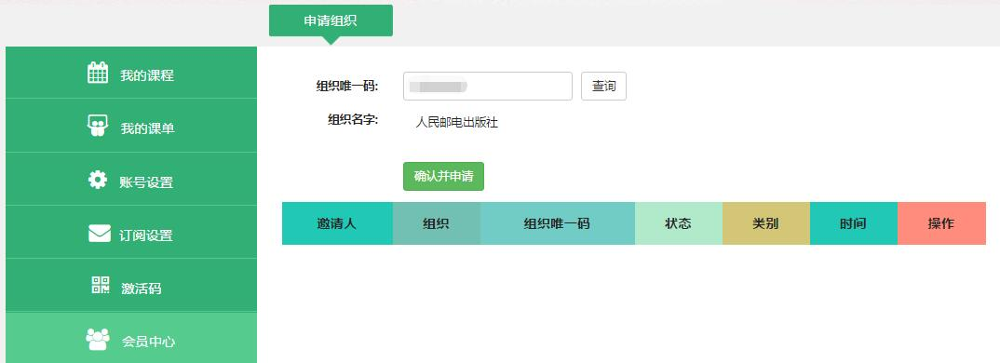 申请组织
我的课程
我的课单
账号设置
订阅设置
激活码
会员中心
组织唯一码: 查询
组织名字: 人民邮电出版社
确认并申请
邀请人 组织 组织唯一码 状态 类别 时间 操作